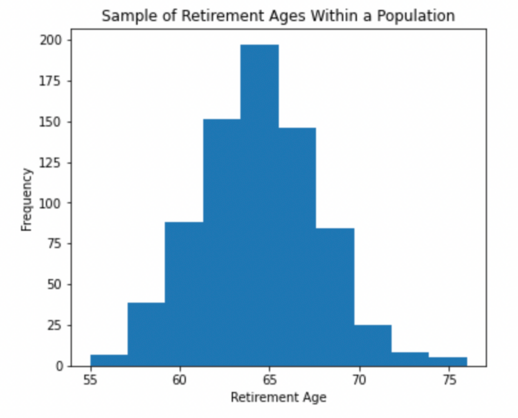 Sample of Retirement Ages Within a Population
200
175
150
125
100
75
50
25
0
Frequency
55 60 65 70 75
Retirement Age